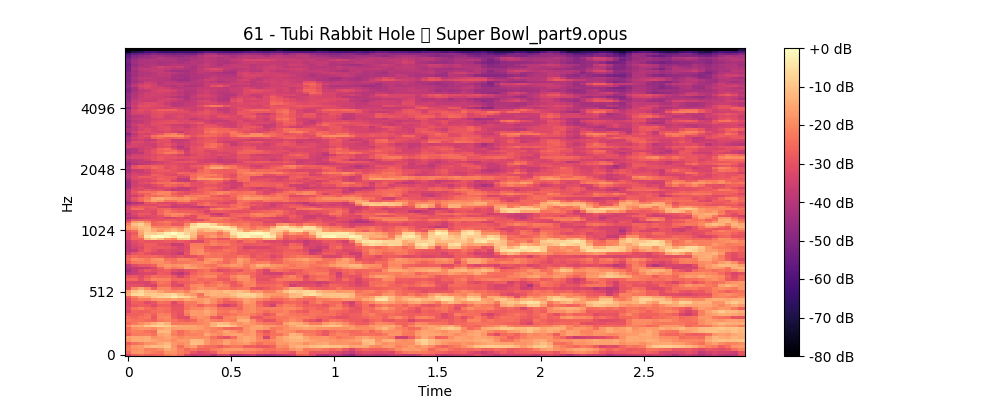 61 - Tubi Rabbit Hole ▯ Super Bowl_part9.opus
+0 dB
4096
-10 dB
-20 dB
2048
-30 dB
Hz
1024
-40 dB
-50 dB
512
-60 dB
-70 dB
0
-80 dB
0
0.5
1
1.5
2
2.5
Time